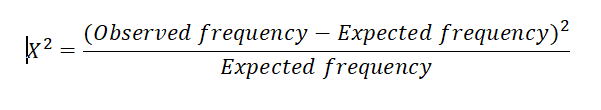 X² = (Observed frequency − Expected frequency)² / Expected frequency